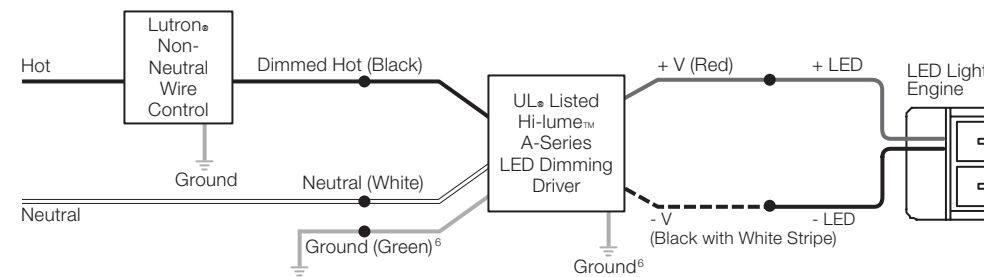 Hot
Lutron®
Non-
Neutral
Wire
Control
Dimmed Hot (Black)
Ground
Neutral (White)
Neutral
Ground (Green)6
UL® Listed
Hi-lume™
A-Series
LED Dimming
Driver
Ground6
+ V (Red)
+ LED
LED Light
Engine
- V
(Black with White Stripe)
- LED